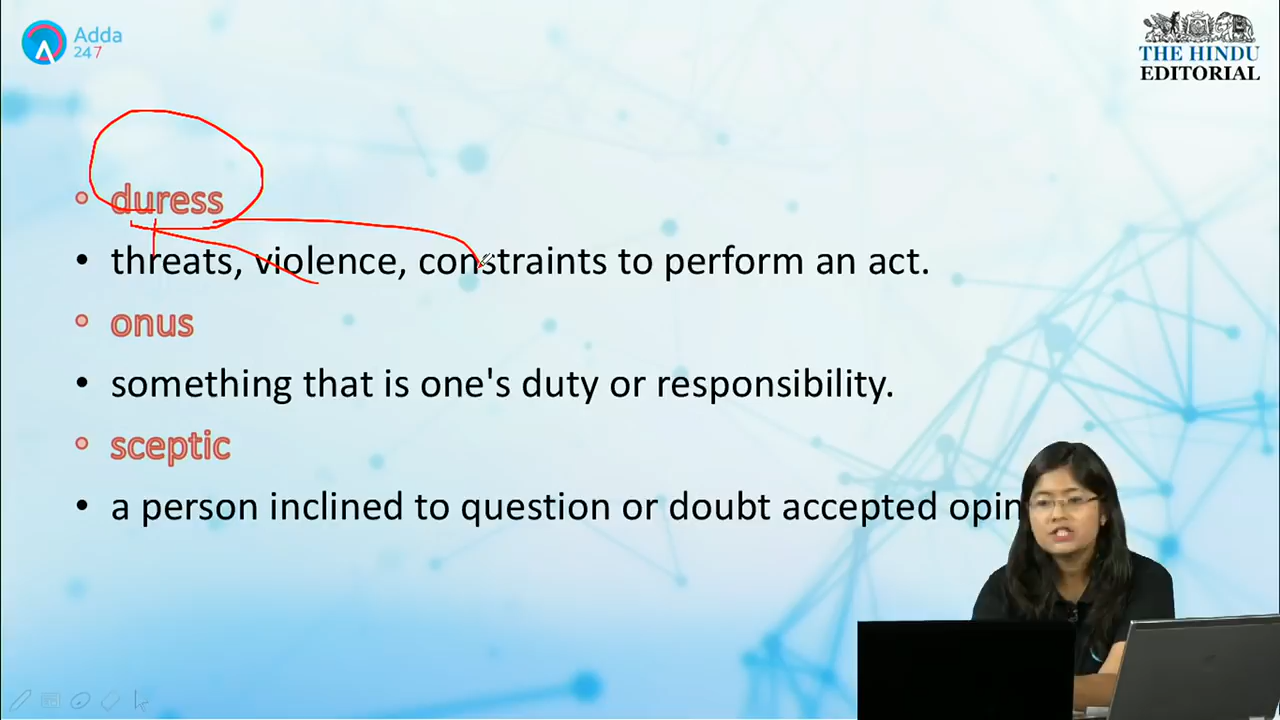 Adda
247
THE HINDU
EDITORIAL
• duress
• threats, violence, constraints to perform an act.
• onus
• something that is one's duty or responsibility.
• sceptic
• a person inclined to question or doubt accepted